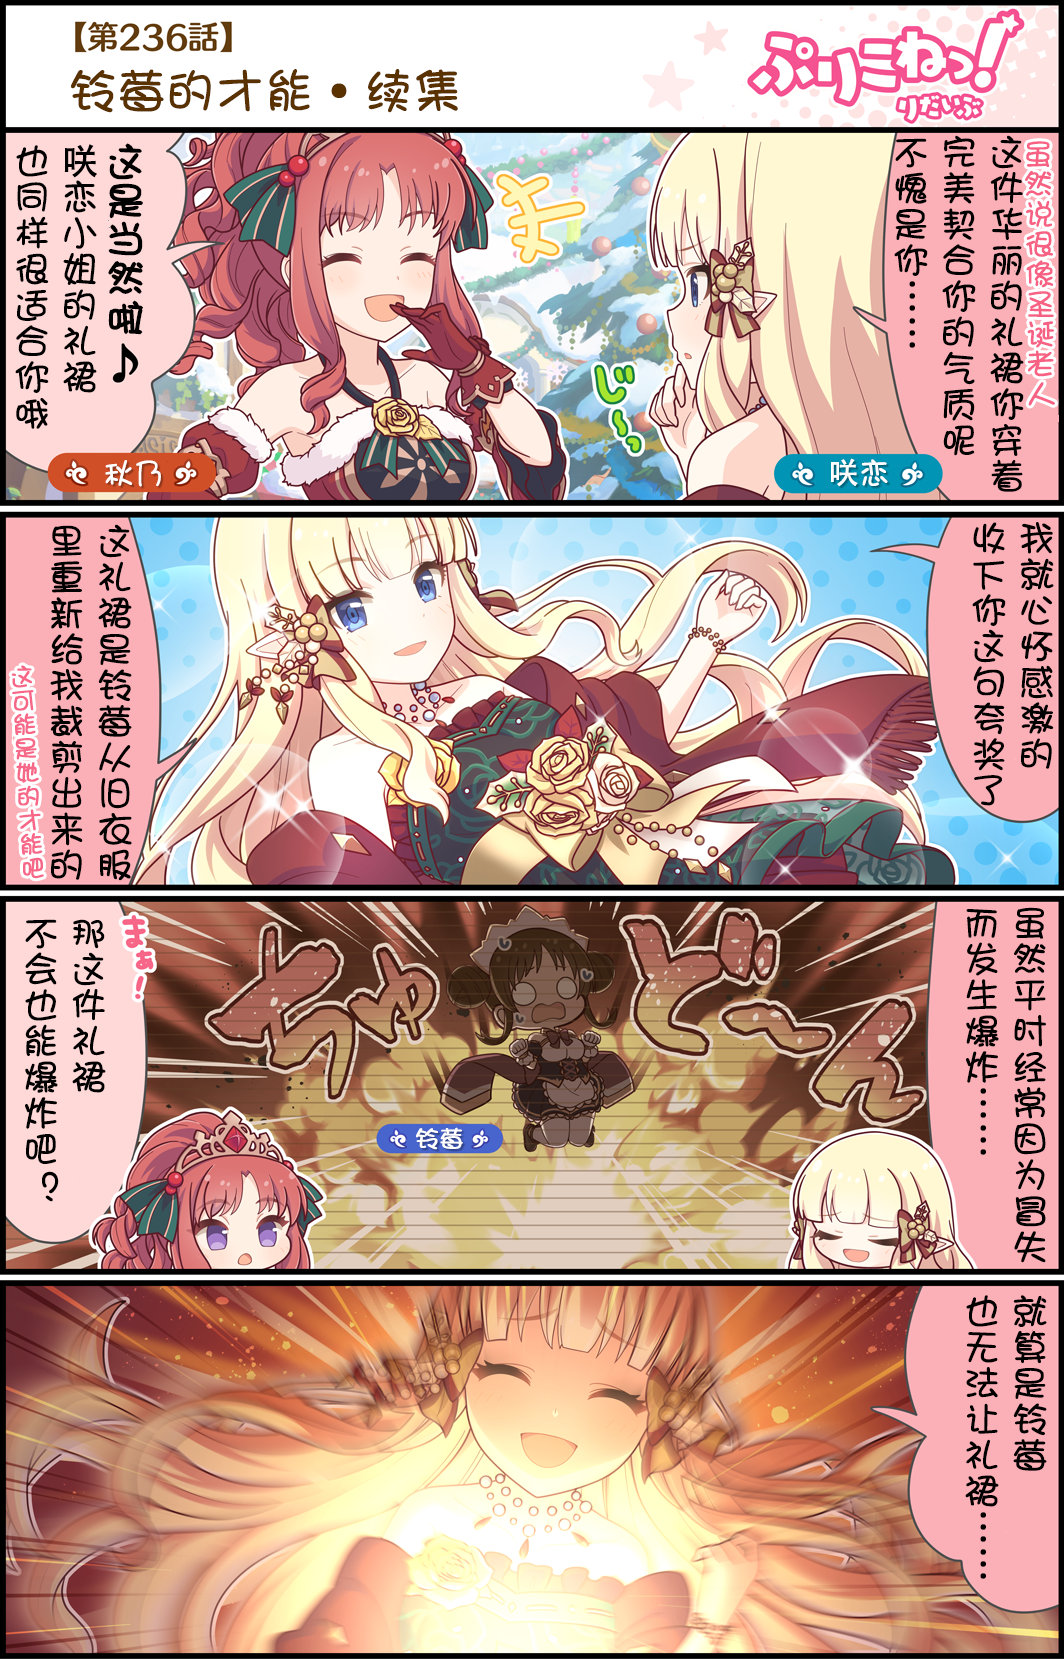 【第236話】
铃莓的才能·续集
ぷりこねっ!
りだいぶ
虽然说很像圣诞老人
这件华丽的礼裙你穿着
完美契合你的气质呢
不愧是你……
じ～っ
这是当然啦♪
咲恋小姐的礼裙
也同样很适合你哦
秋乃
咲恋
我就心怀感激的
收下你这句夸奖了
这礼裙是铃莓从旧衣服
里重新给我裁剪出来的
这可能是她的才能吧
虽然平时经常因为冒失
而发生爆炸……
ちゅどーん
铃莓
まぁ!
那这件礼裙
不会也能爆炸吧?
就算是铃莓
也无法让礼裙……